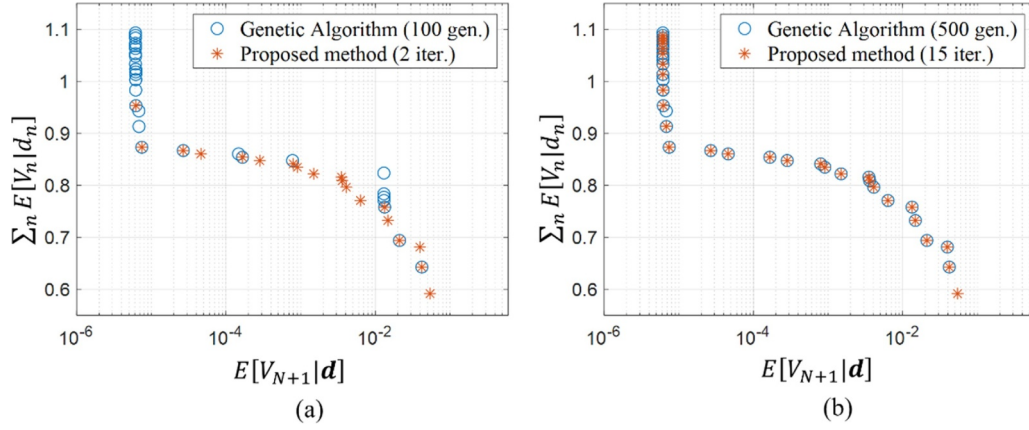 1.1
1
0.9
0.8
0.7
0.6
∑n E[Vn|dn]
Genetic Algorithm (100 gen.)
Proposed method (2 iter.)
10-6
10-4
10-2
E[VN+1|d]
(a)
1.1
1
0.9
0.8
0.7
0.6
∑n E[Vn|dn]
Genetic Algorithm (500 gen.)
Proposed method (15 iter.)
10-6
10-4
10-2
E[VN+1|d]
(b)